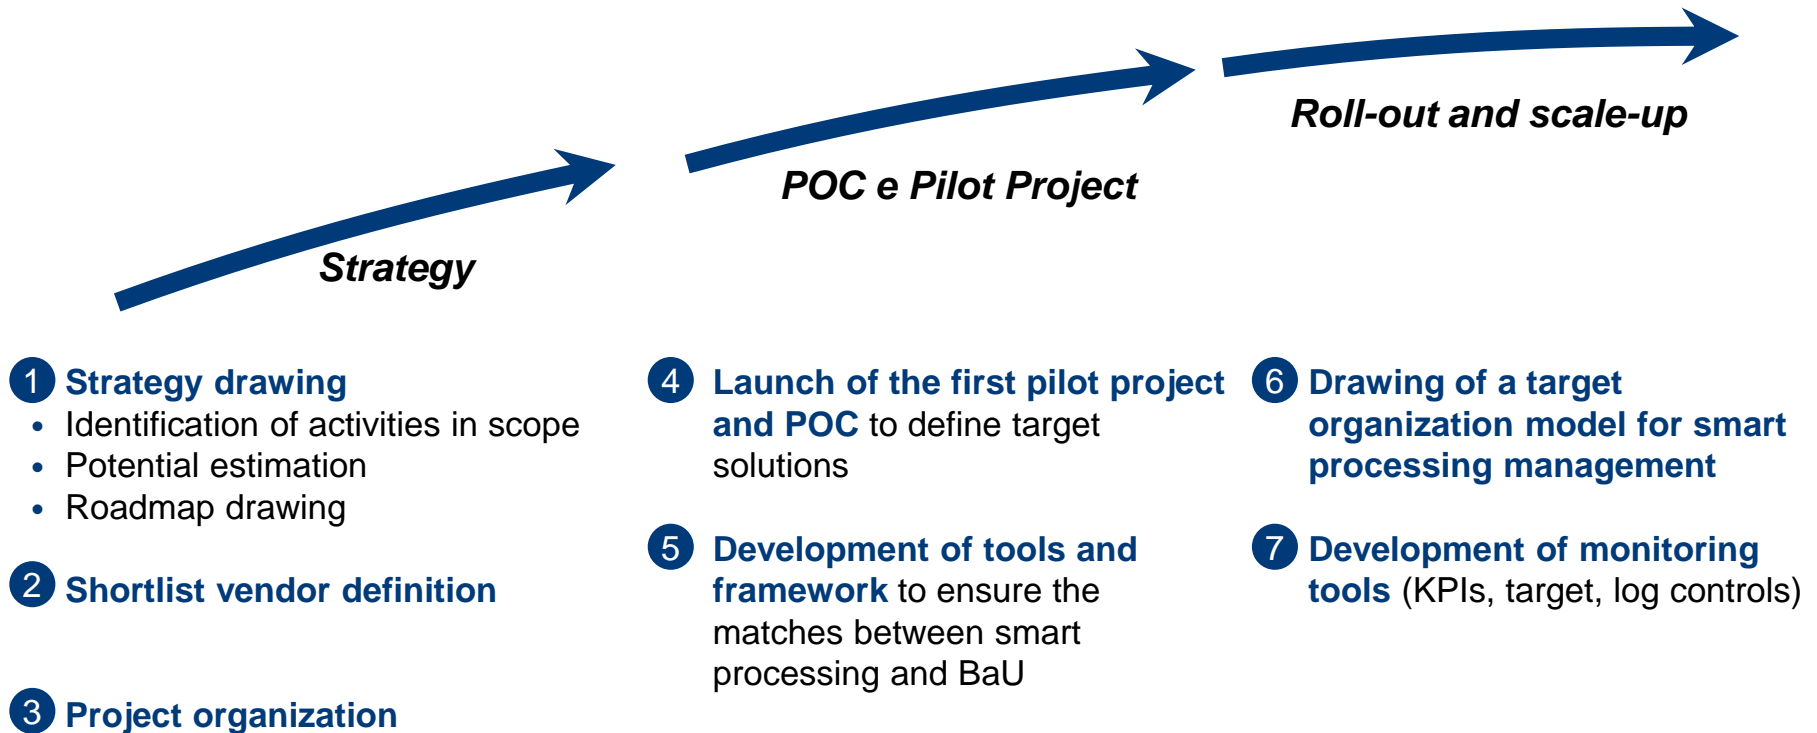 Roll-out and scale-up
POC e Pilot Project
Strategy
1 Strategy drawing
• Identification of activities in scope
• Potential estimation
• Roadmap drawing
2 Shortlist vendor definition
3 Project organization
4 Launch of the first pilot project
and POC to define target
solutions
5 Development of tools and
framework to ensure the
matches between smart
processing and BaU
6 Drawing of a target
organization model for smart
processing management
7 Development of monitoring
tools (KPIs, target, log controls)